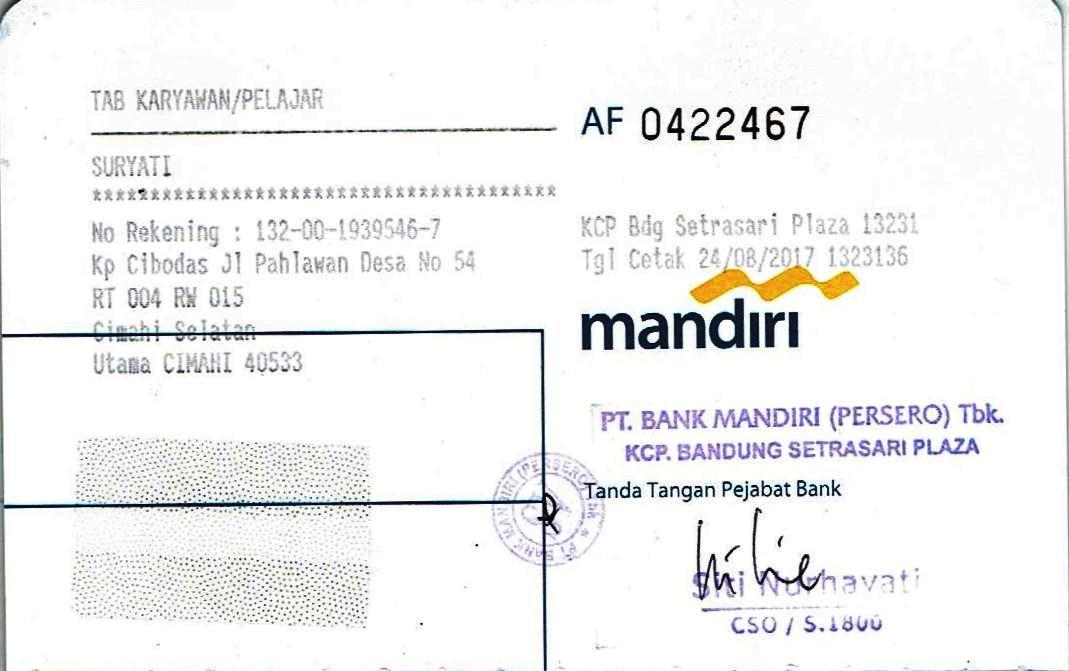 TAB KARYAWAN/PELAJAR
AF 0422467
SURYATI
****************************************
No Rekening : 132-00-1939546-7
Kp Cibodas Jl Pahlawan Desa No 54
RT 004 RW 015
Cimahi Selatan
Utama CIMAHI 40533
KCP Bdg Setrasari Plaza 13231
Tgl Cetak 24/08/2017 1323136
mandiri
PT. BANK MANDIRI (PERSERO) Tbk.
KCP. BANDUNG SETRASARI PLAZA
Tanda Tangan Pejabat Bank
Siti Nurhayati
CSO / S.1800